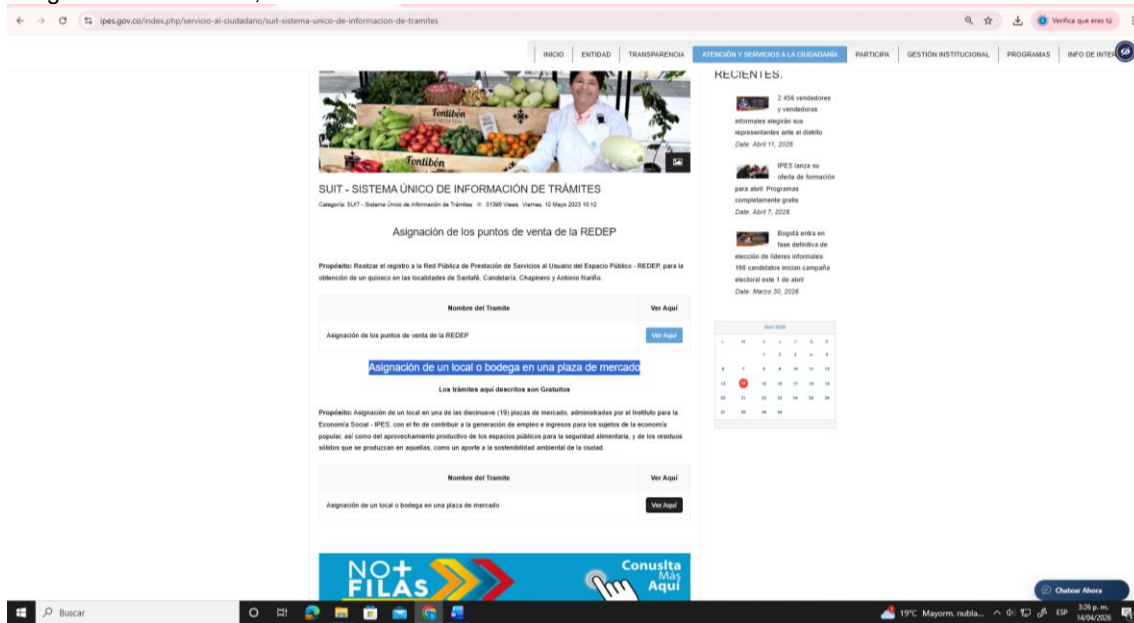 ipes.gov.co/index.php/servicio-al-ciudadano/suit-sistema-unico-de-informacion-de-tramites
Verifica que eres tú
INICIO ENTIDAD TRANSPARENCIA ATENCIÓN Y SERVICIOS A LA CIUDADANÍA PARTICIPA GESTIÓN INSTITUCIONAL PROGRAMAS INFO DE INTER
Fontibón
Fontibón
SUIT - SISTEMA ÚNICO DE INFORMACIÓN DE TRÁMITES
Categoría: SUIT - Sistema Único de Información de Trámites 31395 Views Viernes, 12 Mayo 2023 10:12
Asignación de los puntos de venta de la REDEP
Propósito: Realizar el registro a la Red Pública de Prestación de Servicios al Usuario del Espacio Público - REDEP, para la
obtención de un quiosco en las localidades de Santafé, Candelaría, Chapinero y Antonio Nariño.
Nombre del Tramite Ver Aquí
Asignación de los puntos de venta de la REDEP Ver Aquí
Asignación de un local o bodega en una plaza de mercado
Los trámites aquí descritos son Gratuitos
Propósito: Asignación de un local en una de las diecinueve (19) plazas de mercado, administradas por el Instituto para la
Economía Social - IPES, con el fin de contribuir a la generación de empleo e ingresos para los sujetos de la economía
popular, así como del aprovechamiento productivo de los espacios públicos para la seguridad alimentaria, y de los residuos
sólidos que se produzcan en aquellas, como un aporte a la sostenibilidad ambiental de la ciudad.
Nombre del Tramite Ver Aquí
Asignación de un local o bodega en una plaza de mercado Ver Aquí
NO+
FILAS
Conuslta
Más
Aquí
RECIENTES.
2.456 vendedores
y vendedoras
informales elegirán sus
representantes ante el distrito
Date: Abril 11, 2026
IPES lanza su
oferta de formación
para abril: Programas
completamente gratis
Date: Abril 7, 2026
Bogotá entra en
fase definitiva de
elección de líderes informales:
198 candidatos inician campaña
electoral este 1 de abril
Date: Marzo 30, 2026
Abril 2026
Chatear Ahora
Buscar
19°C Mayorm. nubla...
ESP
3:26 p. m.
14/04/2026